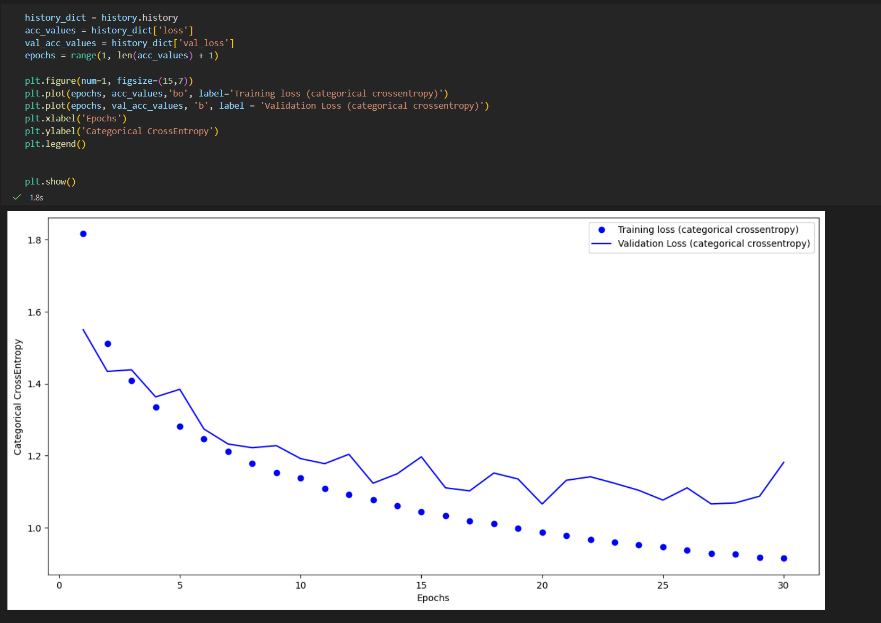 history_dict = history.history
acc_values = history_dict['loss']
val_acc_values = history_dict['val_loss']
epochs = range(1, len(acc_values) + 1)
plt.figure(num=1, figsize=(15,7))
plt.plot(epochs, acc_values,'bo', label='Training loss (categorical crossentropy)')
plt.plot(epochs, val_acc_values, 'b', label = 'Validation Loss (categorical crossentropy)')
plt.xlabel('Epochs')
plt.ylabel('Categorical CrossEntropy')
plt.legend()
plt.show()
1.8s
Training loss (categorical crossentropy)
Validation Loss (categorical crossentropy)
Categorical CrossEntropy
1.8
1.6
1.4
1.2
1.0
0 5 10 15 20 25 30
Epochs